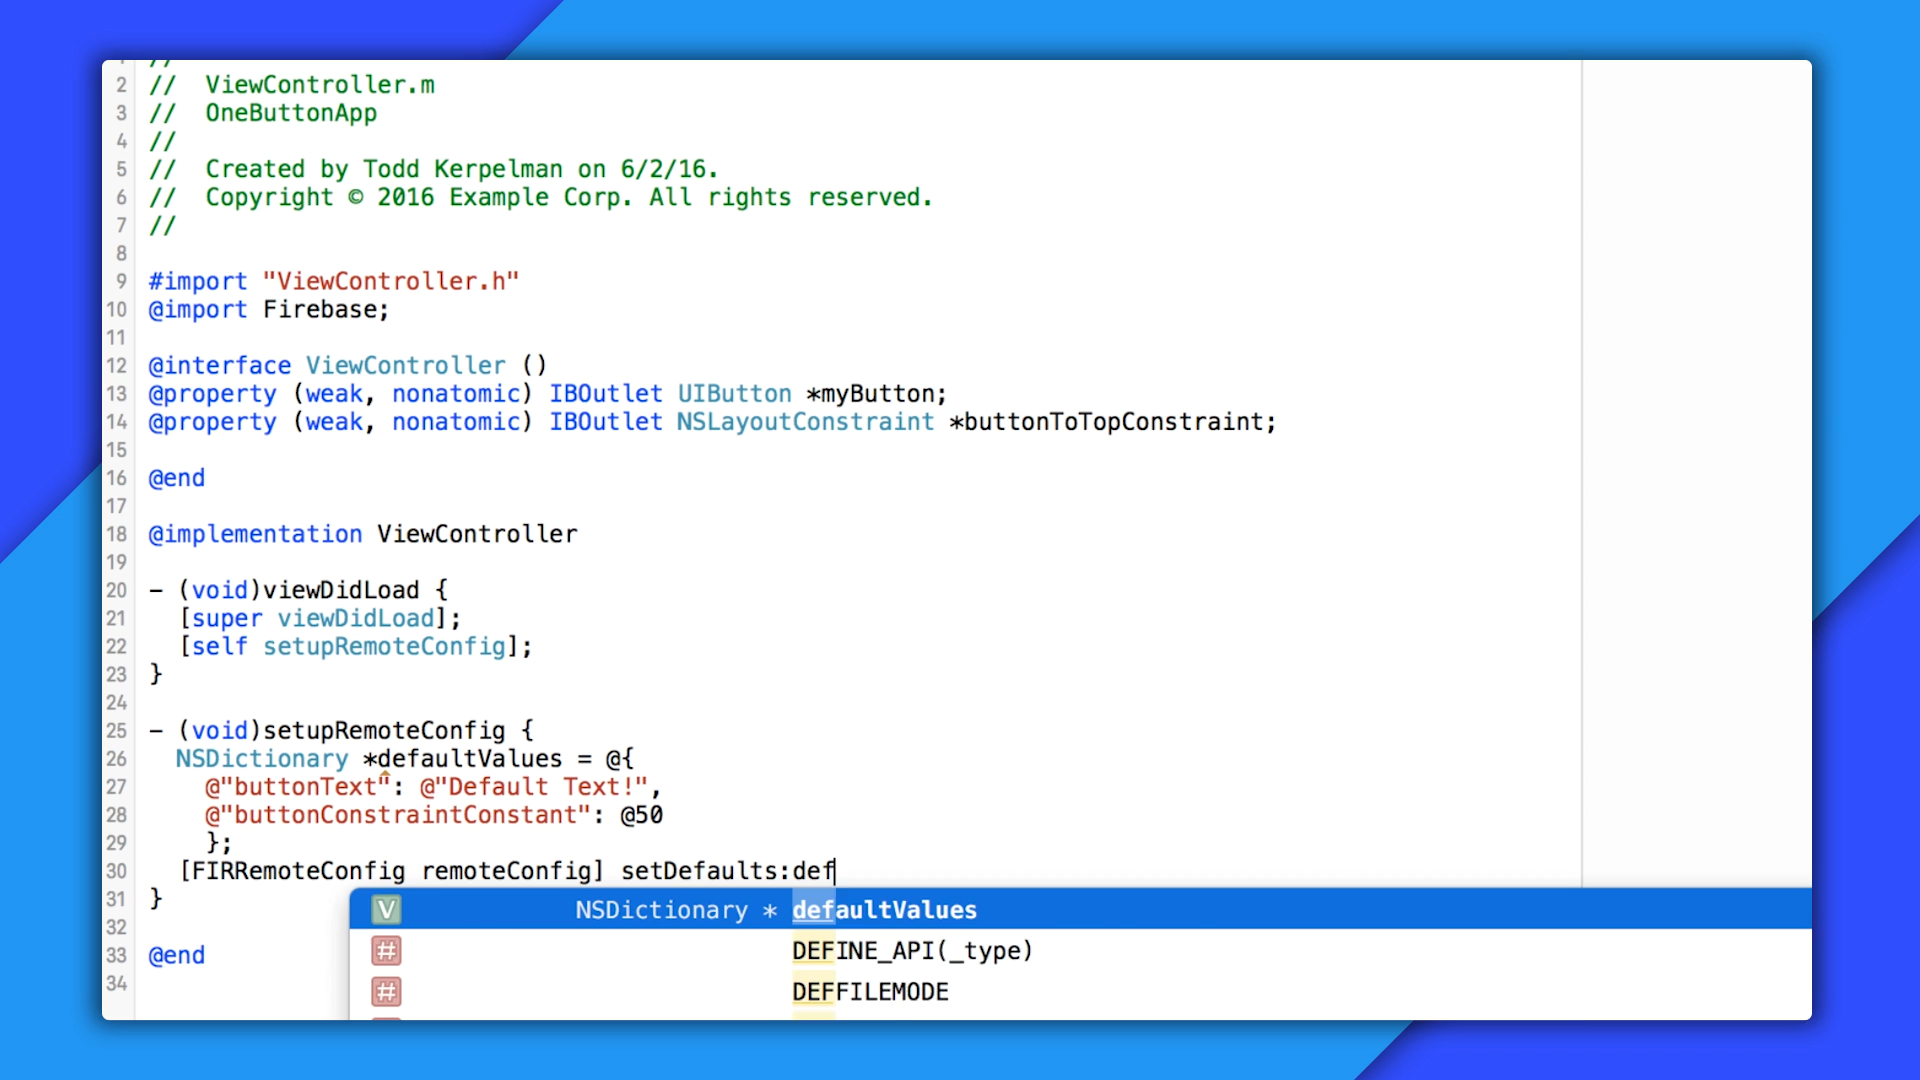 1 //
2 //  ViewController.m
3 //  OneButtonApp
4 //
5 //  Created by Todd Kerpelman on 6/2/16.
6 //  Copyright © 2016 Example Corp. All rights reserved.
7 //
8
9 #import "ViewController.h"
10 @import Firebase;
11
12 @interface ViewController ()
13 @property (weak, nonatomic) IBOutlet UIButton *myButton;
14 @property (weak, nonatomic) IBOutlet NSLayoutConstraint *buttonToTopConstraint;
15
16 @end
17
18 @implementation ViewController
19
20 - (void)viewDidLoad {
21   [super viewDidLoad];
22   [self setupRemoteConfig];
23 }
24
25 - (void)setupRemoteConfig {
26   NSDictionary *defaultValues = @{
27     @"buttonText": @"Default Text!",
28     @"buttonConstraintConstant": @50
29     };
30   [FIRRemoteConfig remoteConfig] setDefaults:def
31 }
V NSDictionary * defaultValues
32
# DEFINE_API(_type)
33 @end
34
# DEFFILEMODE